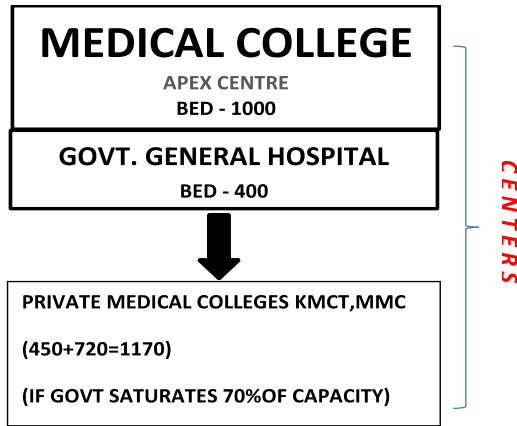 MEDICAL COLLEGE
APEX CENTRE
BED - 1000
GOVT. GENERAL HOSPITAL
BED - 400
PRIVATE MEDICAL COLLEGES KMCT,MMC
(450+720=1170)
(IF GOVT SATURATES 70%OF CAPACITY)
CENTERS